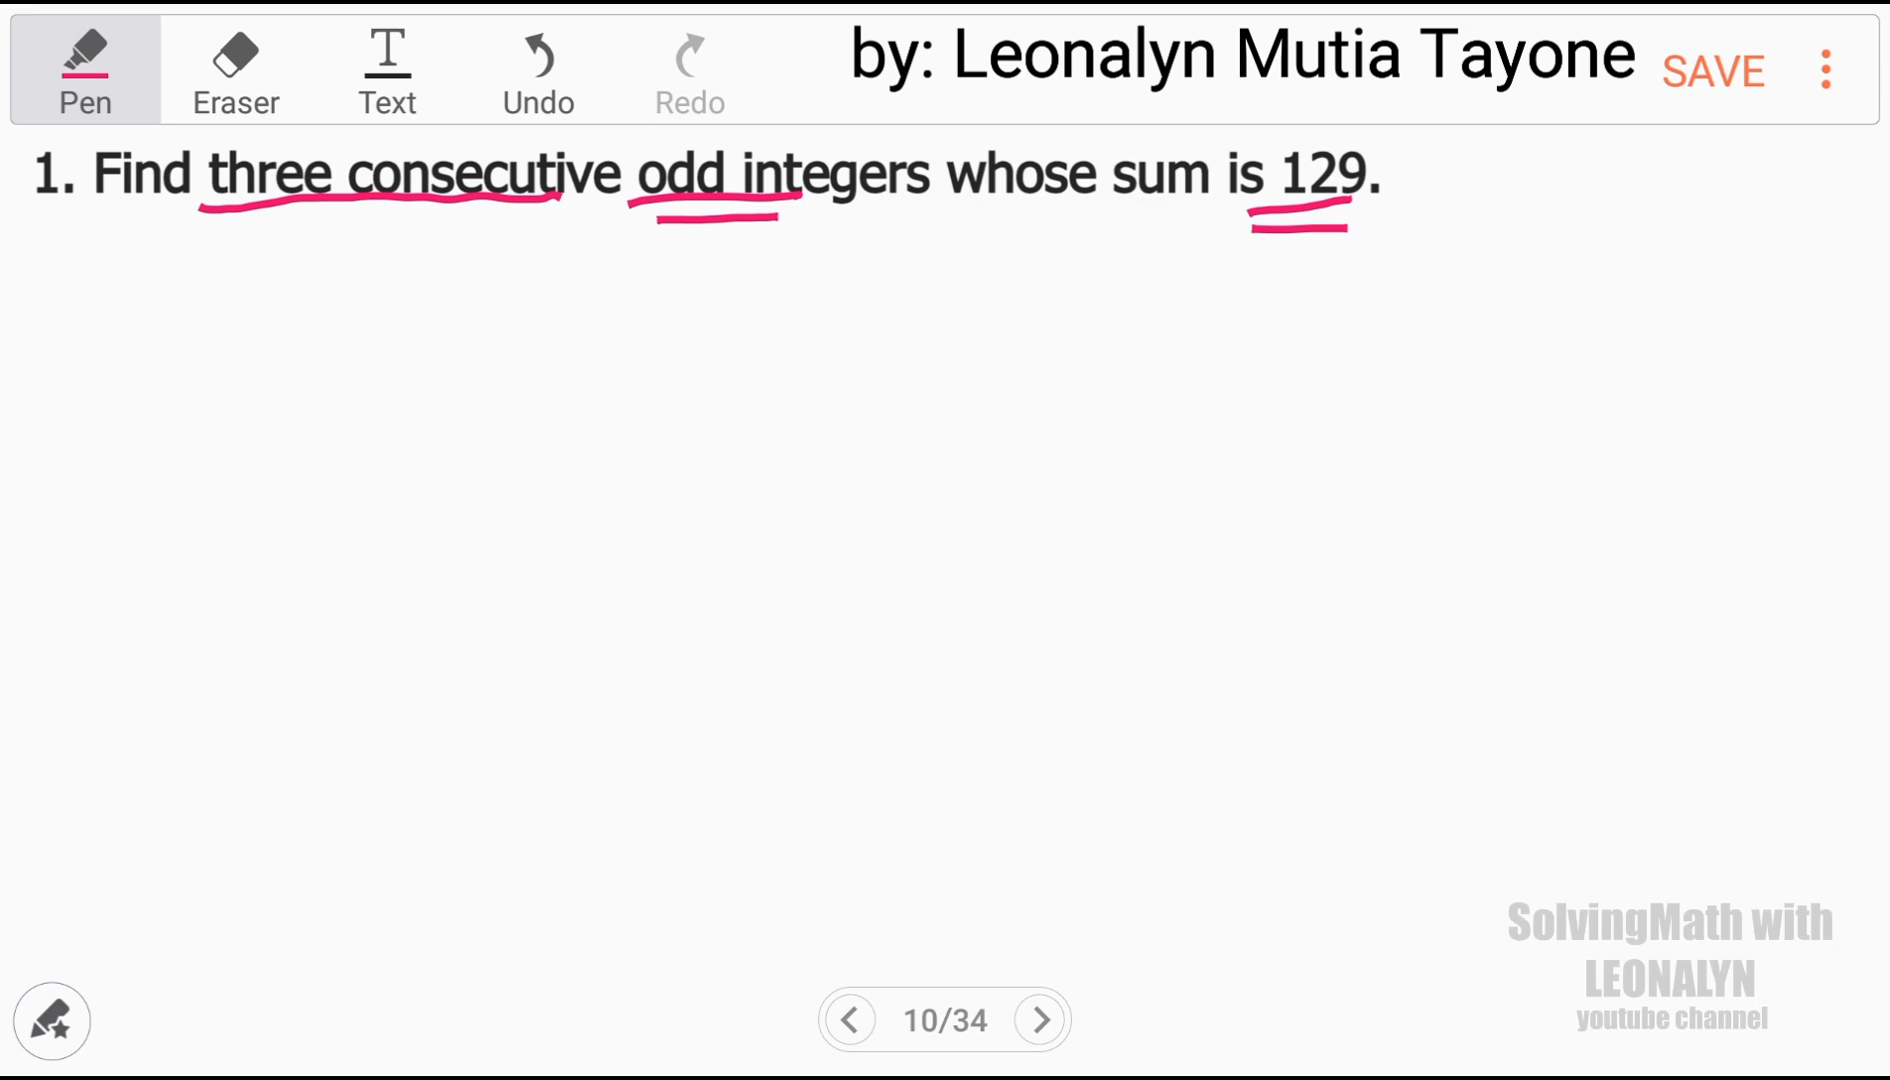 by: Leonalyn Mutia Tayone
SAVE
Pen
Eraser
Text
Undo
Redo
1. Find three consecutive odd integers whose sum is 129.
SolvingMath with
LEONALYN
youtube channel
10/34